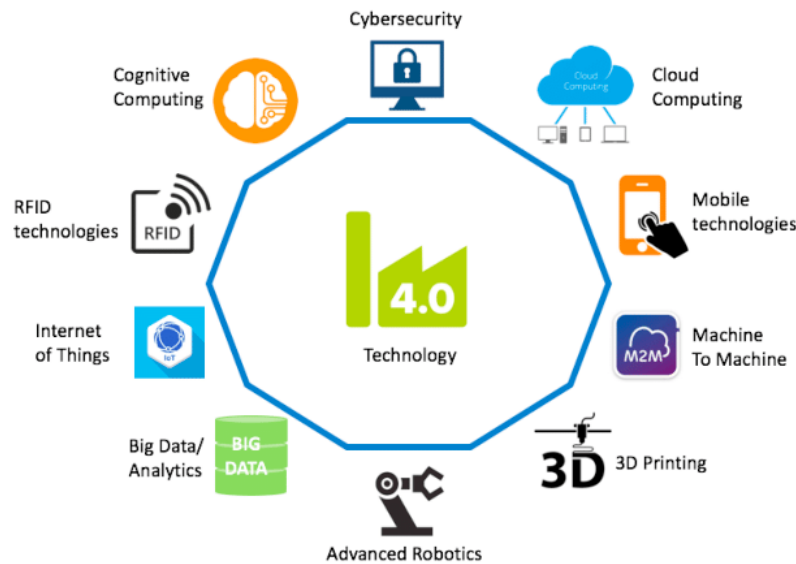 Cybersecurity
Cognitive
Computing
Cloud
Computing
Cloud
Computing
RFID
technologies
RFID
Mobile
technologies
4.0
Technology
Internet
of Things
IoT
M2M
Machine
To Machine
Big Data/
Analytics
BIG
DATA
3D
3D Printing
Advanced Robotics